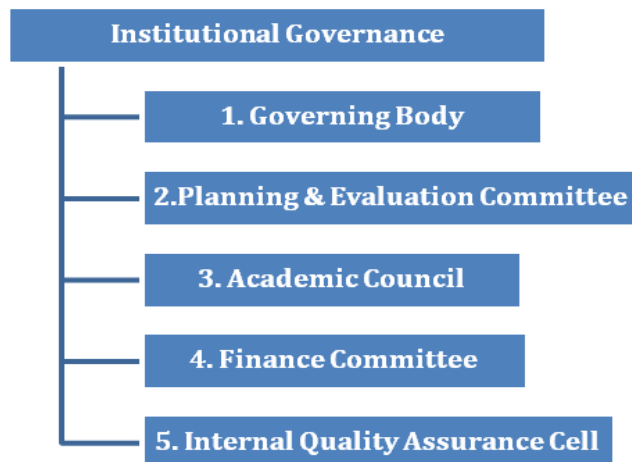 Institutional Governance
1. Governing Body
2.Planning & Evaluation Committee
3. Academic Council
4. Finance Committee
5. Internal Quality Assurance Cell